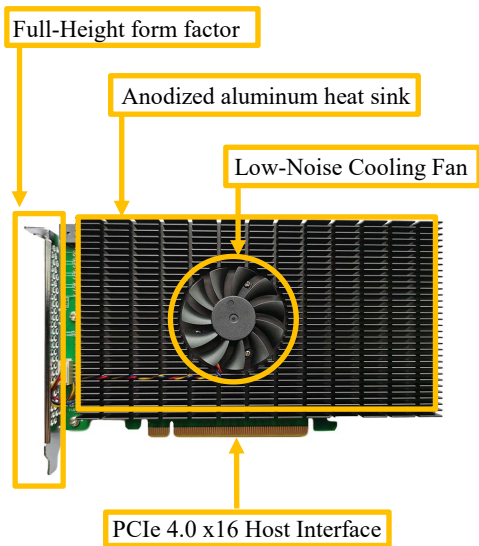 Full-Height form factor
Anodized aluminum heat sink
Low-Noise Cooling Fan
PCIe 4.0 x16 Host Interface